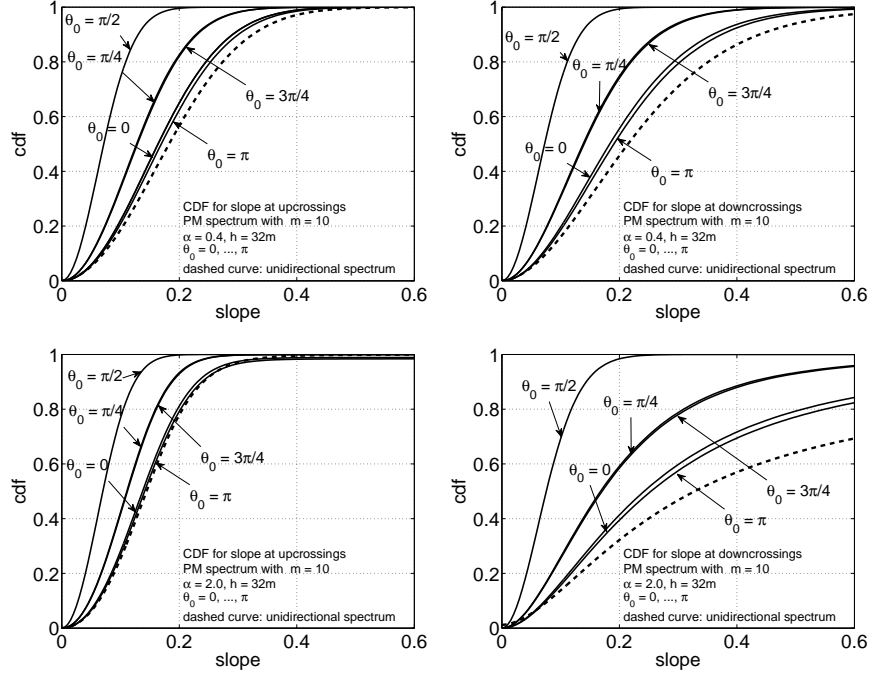 1
0.8
0.6
0.4
0.2
0
0 0.2 0.4 0.6
cdf
slope
θ0 = π/2
θ0 = π/4
θ0 = 3π/4
θ0 = 0
θ0 = π
CDF for slope at upcrossings
PM spectrum with m = 10
α = 0.4, h = 32m
θ0 = 0, ..., π
dashed curve: unidirectional spectrum
1
0.8
0.6
0.4
0.2
0
0 0.2 0.4 0.6
cdf
slope
θ0 = π/2
θ0 = π/4
θ0 = 3π/4
θ0 = 0
θ0 = π
CDF for slope at downcrossings
PM spectrum with m = 10
α = 0.4, h = 32m
θ0 = 0, ..., π
dashed curve: unidirectional spectrum
1
0.8
0.6
0.4
0.2
0
0 0.2 0.4 0.6
cdf
slope
θ0 = π/2
θ0 = π/4
θ0 = 0
θ0 = 3π/4
θ0 = π
CDF for slope at upcrossings
PM spectrum with m = 10
α = 2.0, h = 32m
θ0 = 0, ..., π
dashed curve: unidirectional spectrum
1
0.8
0.6
0.4
0.2
0
0 0.2 0.4 0.6
cdf
slope
θ0 = π/2
θ0 = π/4
θ0 = 0
θ0 = 3π/4
θ0 = π
CDF for slope at downcrossings
PM spectrum with m = 10
α = 2.0, h = 32m
θ0 = 0, ..., π
dashed curve: unidirectional spectrum